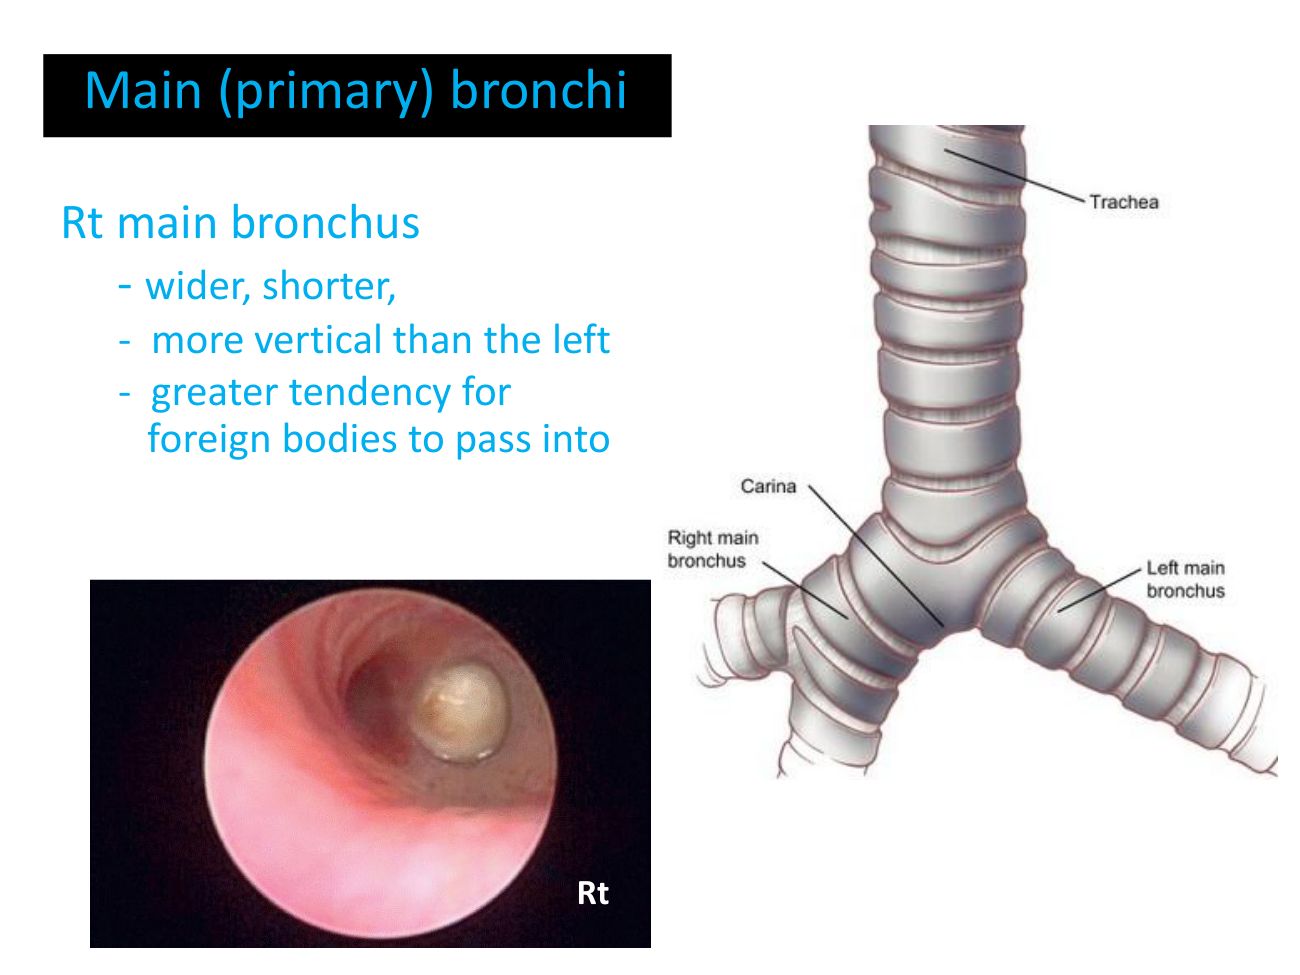 Main (primary) bronchi
Rt main bronchus
- wider, shorter,
- more vertical than the left
- greater tendency for
foreign bodies to pass into
Trachea
Carina
Right main
bronchus
Left main
bronchus
Rt